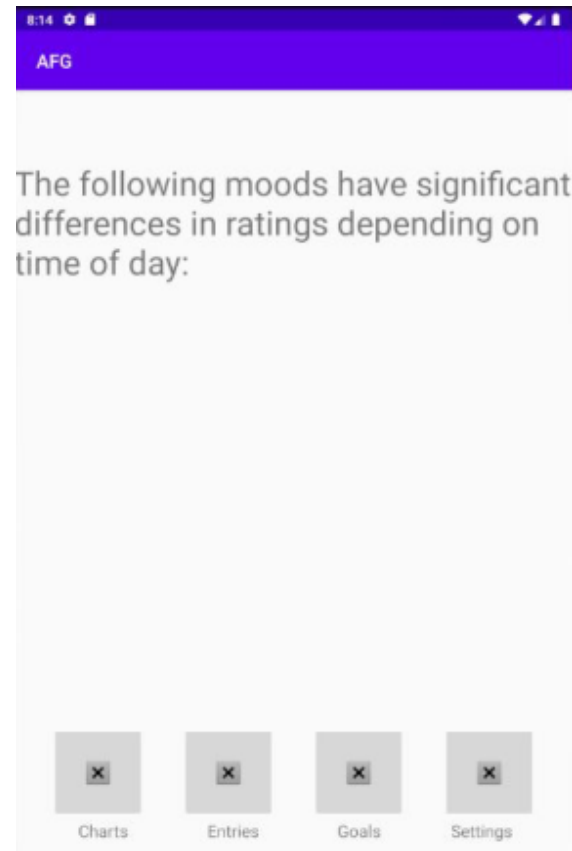 8:14
AFG
The following moods have significant
differences in ratings depending on
time of day:
Charts Entries Goals Settings